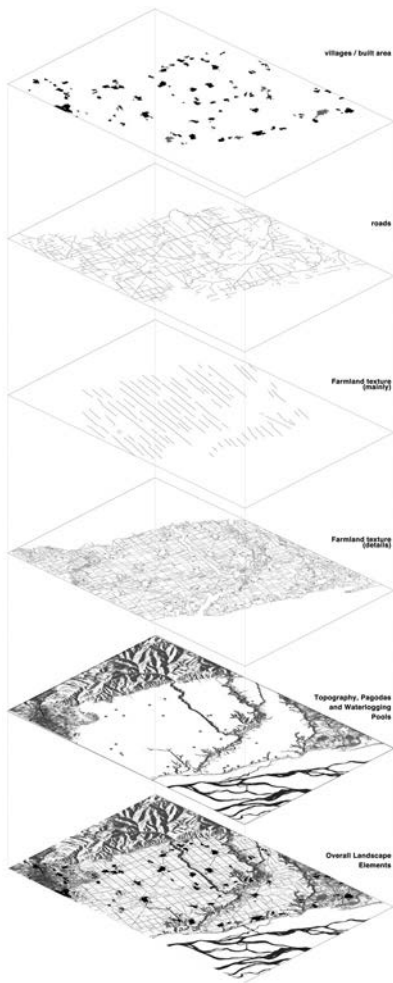 villages / built area
roads
Farmland texture
(mainly)
Farmland texture
(details)
Topography, Pagodas
and Waterlogging
Pools
Overall Landscape
Elements